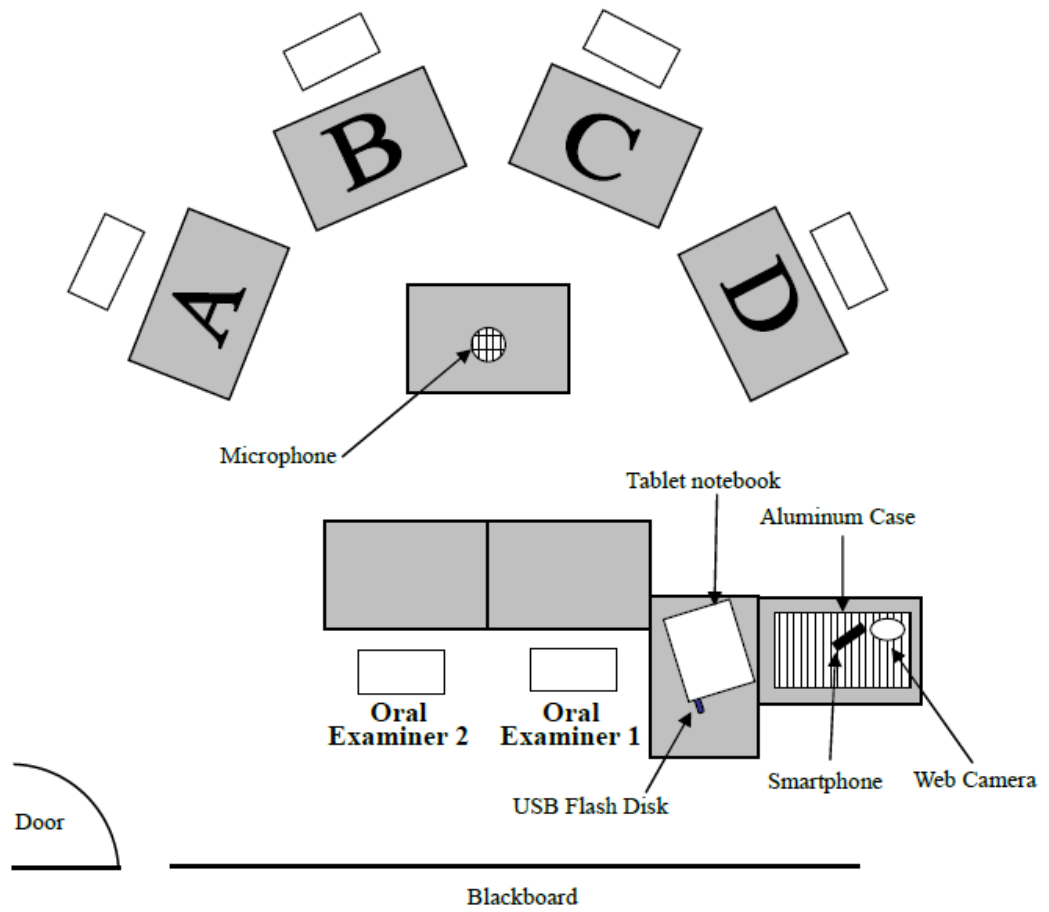 B
C
A
D
Microphone
Tablet notebook
Aluminum Case
Oral
Examiner 2
Oral
Examiner 1
Smartphone
Web Camera
USB Flash Disk
Door
Blackboard